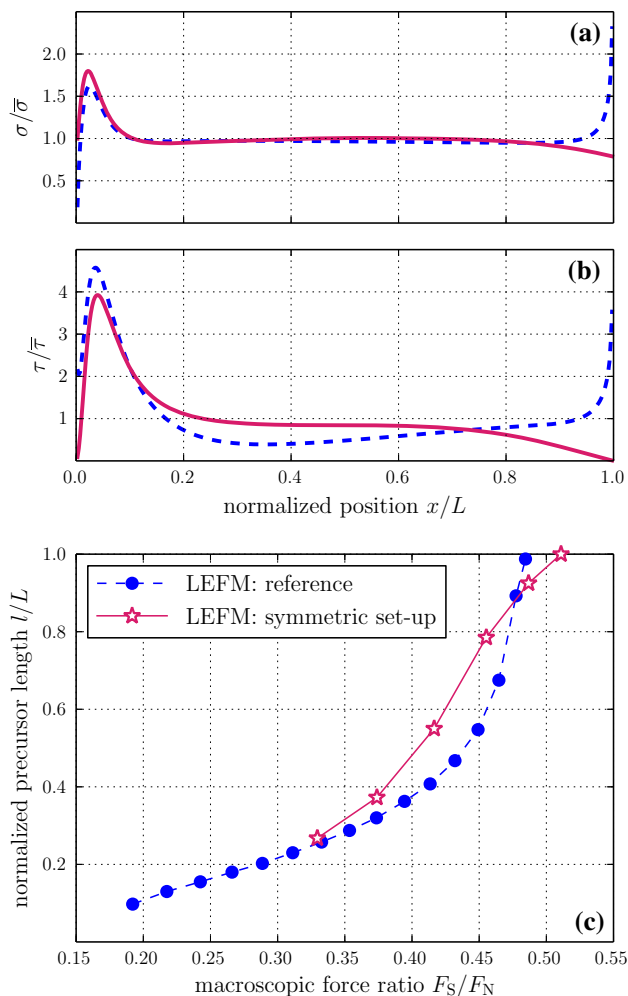 (a)
2.0
1.5
1.0
0.5
σ/σ̅
(b)
4
3
2
1
τ/τ̅
0.0 0.2 0.4 0.6 0.8 1.0
normalized position x/L
1.0
0.8
0.6
0.4
0.2
normalized precursor length l/L
LEFM: reference
LEFM: symmetric set-up
(c)
0.15 0.20 0.25 0.30 0.35 0.40 0.45 0.50 0.55
macroscopic force ratio F_S/F_N